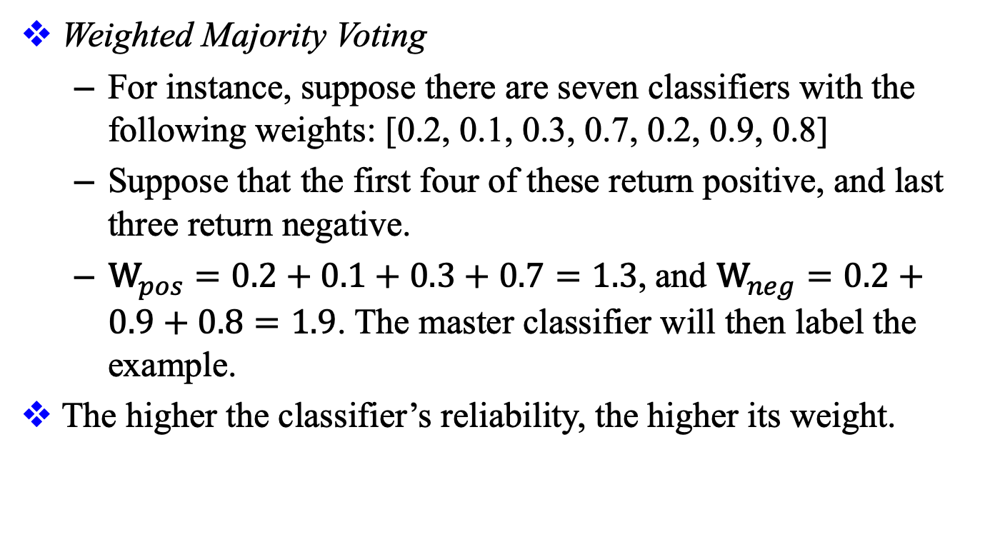 ❖ Weighted Majority Voting
– For instance, suppose there are seven classifiers with the
following weights: [0.2, 0.1, 0.3, 0.7, 0.2, 0.9, 0.8]
– Suppose that the first four of these return positive, and last
three return negative.
– W_pos = 0.2 + 0.1 + 0.3 + 0.7 = 1.3, and W_neg = 0.2 +
0.9 + 0.8 = 1.9. The master classifier will then label the
example.
❖ The higher the classifier’s reliability, the higher its weight.